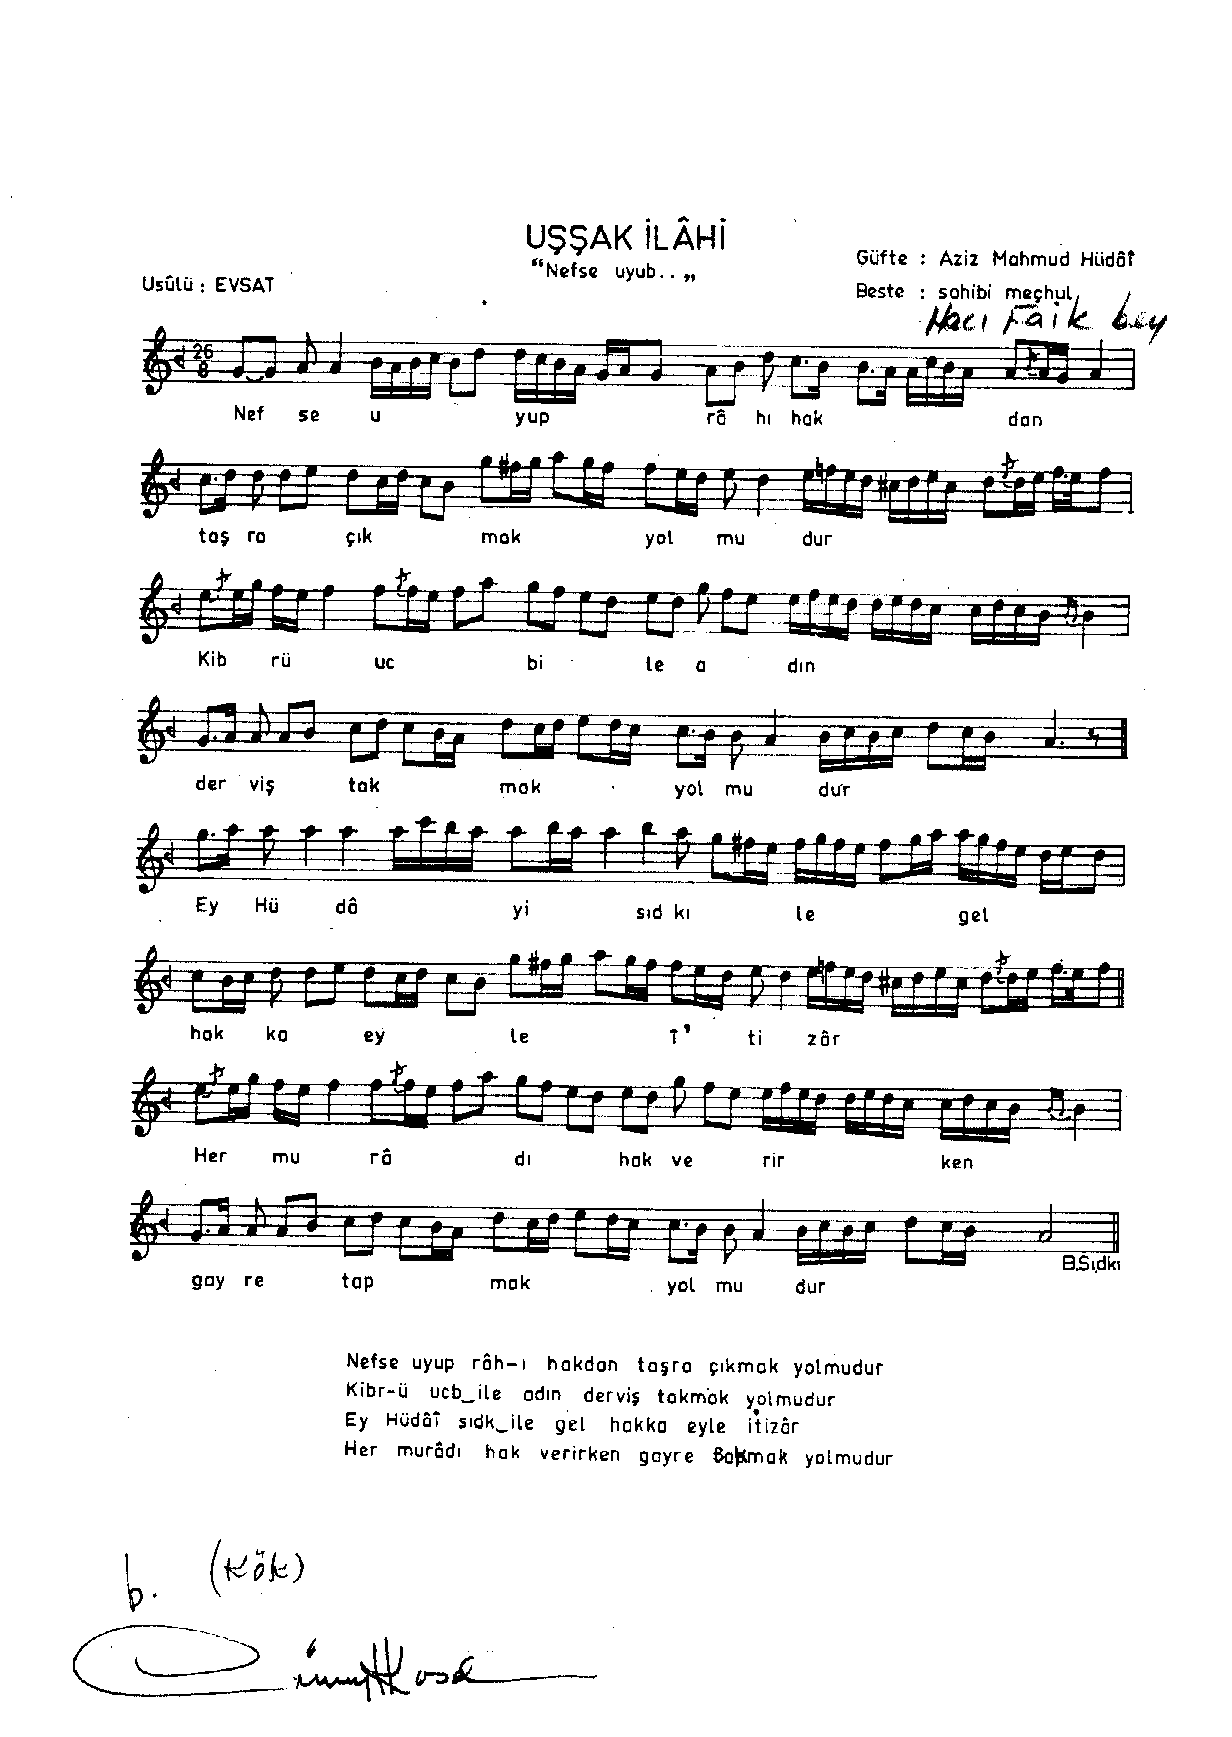 UŞŞAK İLÂHİ
"Nefse uyub.. „
Güfte : Aziz Mahmud Hüdâî
Usûlü : EVSAT
Beste : sahibi meçhul
Hacı Fâik bey
26
8
Nef se u yup râ hı hak dan
taş ra çık mak yol mu dur
Kib rü uc bi le a dın
der viş tak mak yol mu dur
Ey Hü dâ yi sıd kı le gel
hak ka ey le î' ti zâr
Her mu râ dı hak ve rir ken
gay re tap mak yol mu dur
B.Sıdkı
Nefse uyup râh-ı hakdan taşra çıkmak yolmudur
Kibr-ü ucb_ile adın derviş takmak yolmudur
Ey Hüdâî sıdk_ile gel hakka eyle i'tizâr
Her murâdı hak verirken gayre bakmak yolmudur
b. (Kök)